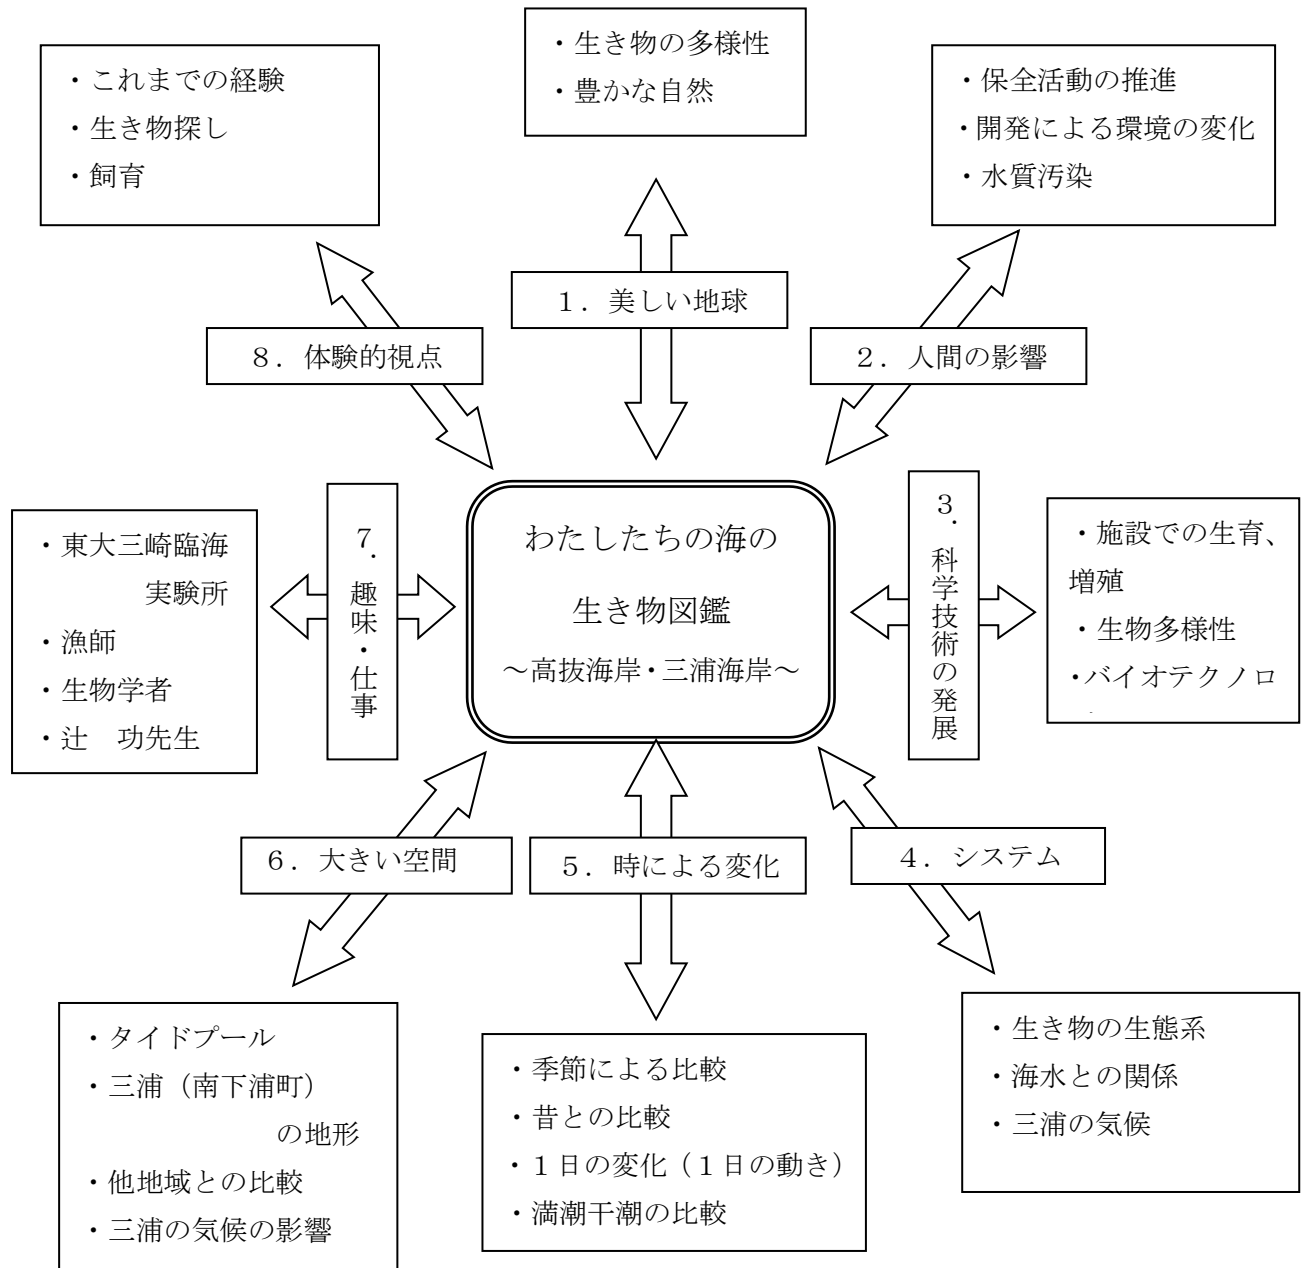 ・生き物の多様性
・豊かな自然
・これまでの経験
・生き物探し
・飼育
・保全活動の推進
・開発による環境の変化
・水質汚染
１．美しい地球
８．体験的視点
２．人間の影響
・東大三崎臨海
実験所
・漁師
・生物学者
・辻　功先生
７．趣味・仕事
わたしたちの海の
生き物図鑑
～高抜海岸・三浦海岸～
３．科学技術の発展
・施設での生育、
増殖
・生物多様性
・バイオテクノロ
６．大きい空間
５．時による変化
４．システム
・タイドプール
・三浦（南下浦町）
の地形
・他地域との比較
・三浦の気候の影響
・季節による比較
・昔との比較
・１日の変化（１日の動き）
・満潮干潮の比較
・生き物の生態系
・海水との関係
・三浦の気候